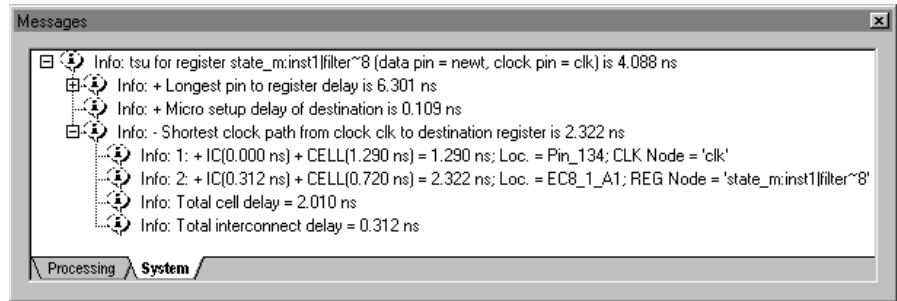 Messages
Info: tsu for register state_m:inst1|filter~8 (data pin = newt, clock pin = clk) is 4.088 ns
Info: + Longest pin to register delay is 6.301 ns
Info: + Micro setup delay of destination is 0.109 ns
Info: - Shortest clock path from clock clk to destination register is 2.322 ns
Info: 1: + IC(0.000 ns) + CELL(1.290 ns) = 1.290 ns; Loc. = Pin_134; CLK Node = 'clk'
Info: 2: + IC(0.312 ns) + CELL(0.720 ns) = 2.322 ns; Loc. = EC8_1_A1; REG Node = 'state_m:inst1|filter~8'
Info: Total cell delay = 2.010 ns
Info: Total interconnect delay = 0.312 ns
Processing System